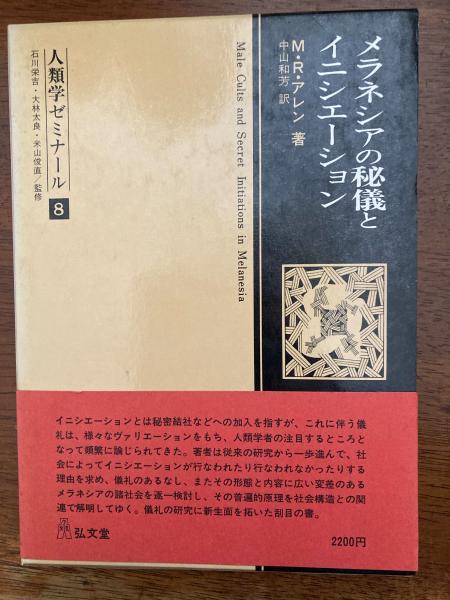 メラネシアの秘儀と
イニシエーション
M・R・アレン 著
中山和芳 訳
Male Cults and Secret Initiations in Melanesia
人類学ゼミナール 8
石川栄吉・大林太良・米山俊直/監修
イニシエーションとは秘密結社などへの加入を指すが、これに伴う儀
礼は、様々なヴァリエーションをもち、人類学者の注目するところと
なって頻繁に論じられてきた。著者は従来の研究から一歩進んで、社
会によってイニシエーションが行なわれたり行なわれなかったりする
理由を求め、儀礼のあるなし、またその形態と内容に広い変差のある
メラネシアの諸社会を逐一検討し、その普遍的原理を社会構造との関
連で解明してゆく。儀礼の研究に新生面を拓いた刮目の書。
弘文堂
2200円